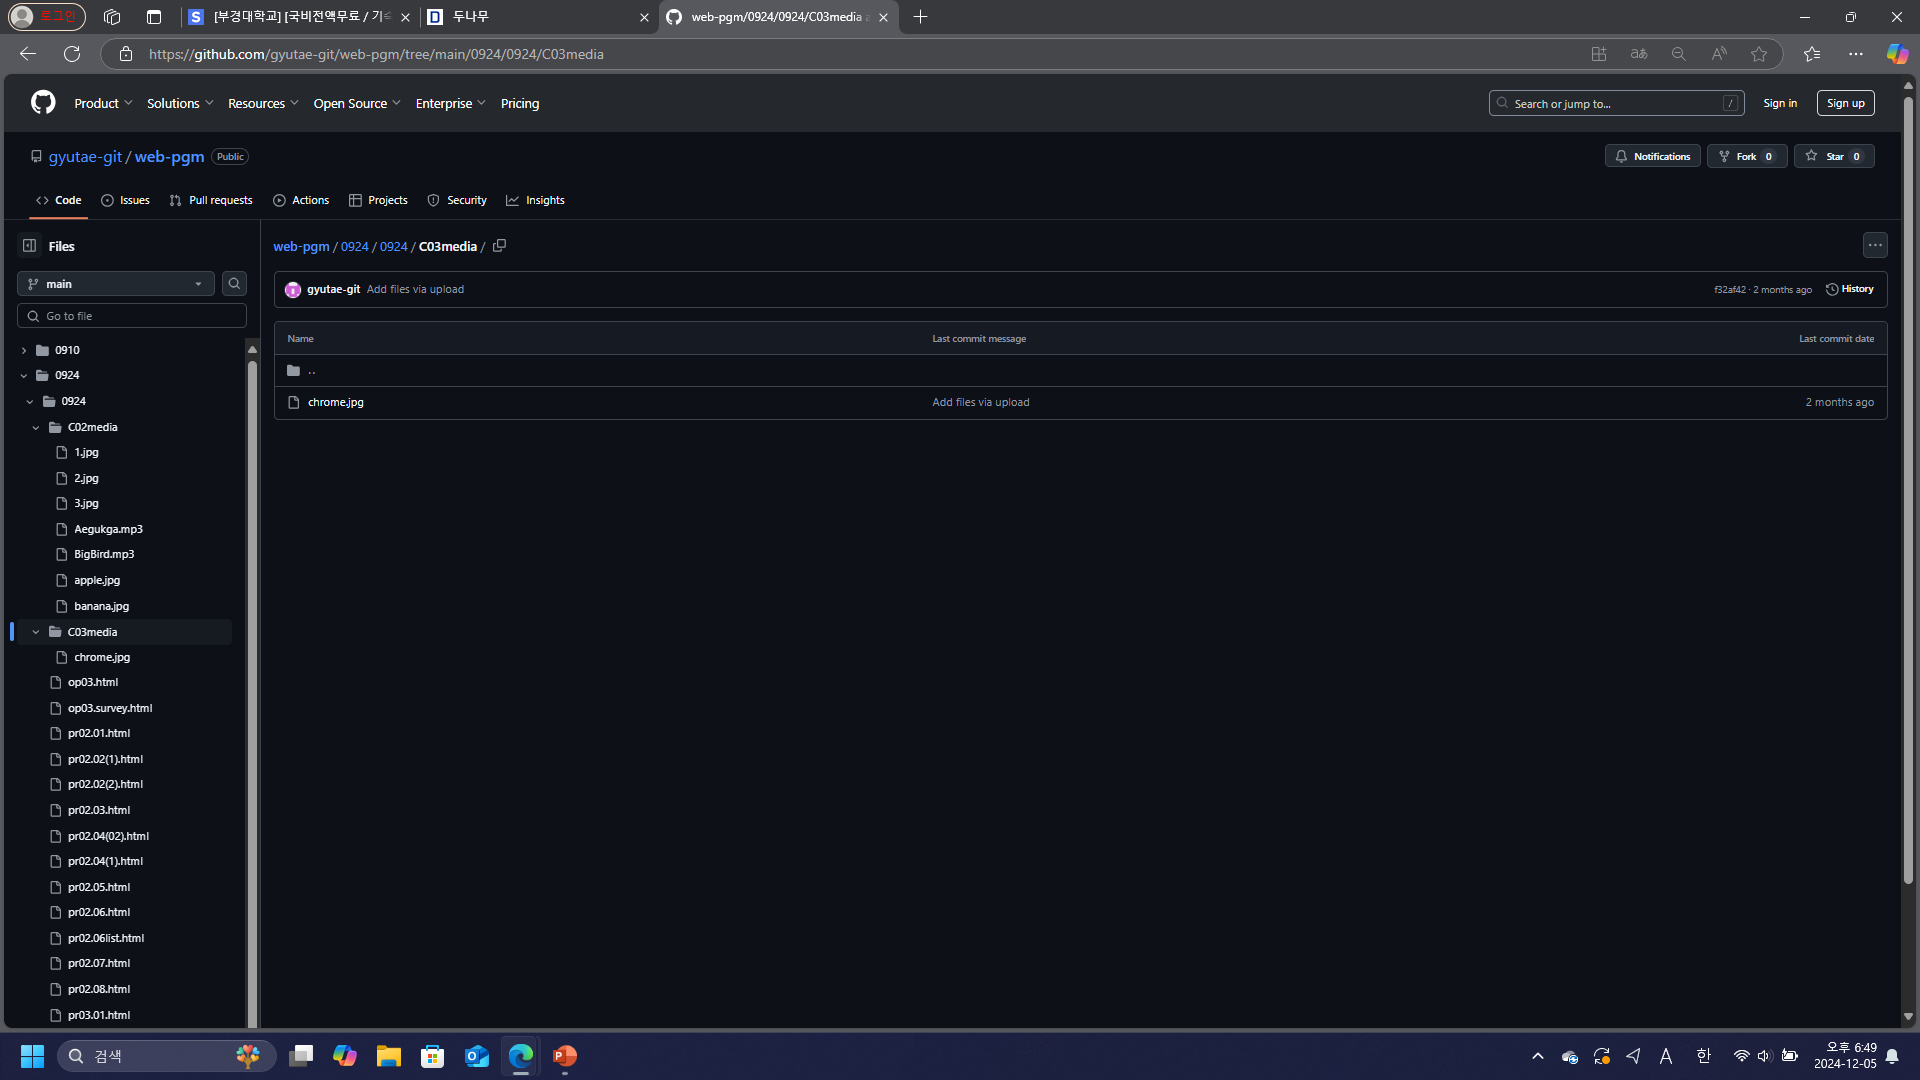 로그인
[부경대학교] [국비전액무료 / 기숙
두나무
web-pgm/0924/0924/C03media a
https://github.com/gyutae-git/web-pgm/tree/main/0924/0924/C03media
Product Solutions Resources Open Source Enterprise Pricing
Search or jump to... /
Sign in
Sign up
gyutae-git / web-pgm Public
Notifications
Fork 0
Star 0
Code Issues Pull requests Actions Projects Security Insights
Files
web-pgm / 0924 / 0924 / C03media /
main
Go to file
gyutae-git Add files via upload
f32af42 · 2 months ago
History
Name Last commit message Last commit date
..
chrome.jpg Add files via upload 2 months ago
0910
0924
0924
C02media
1.jpg
2.jpg
3.jpg
Aegukga.mp3
BigBird.mp3
apple.jpg
banana.jpg
C03media
chrome.jpg
op03.html
op03.survey.html
pr02.01.html
pr02.02(1).html
pr02.02(2).html
pr02.03.html
pr02.04(02).html
pr02.04(1).html
pr02.05.html
pr02.06.html
pr02.06list.html
pr02.07.html
pr02.08.html
pr03.01.html
검색
A
한
오후 6:49
2024-12-05